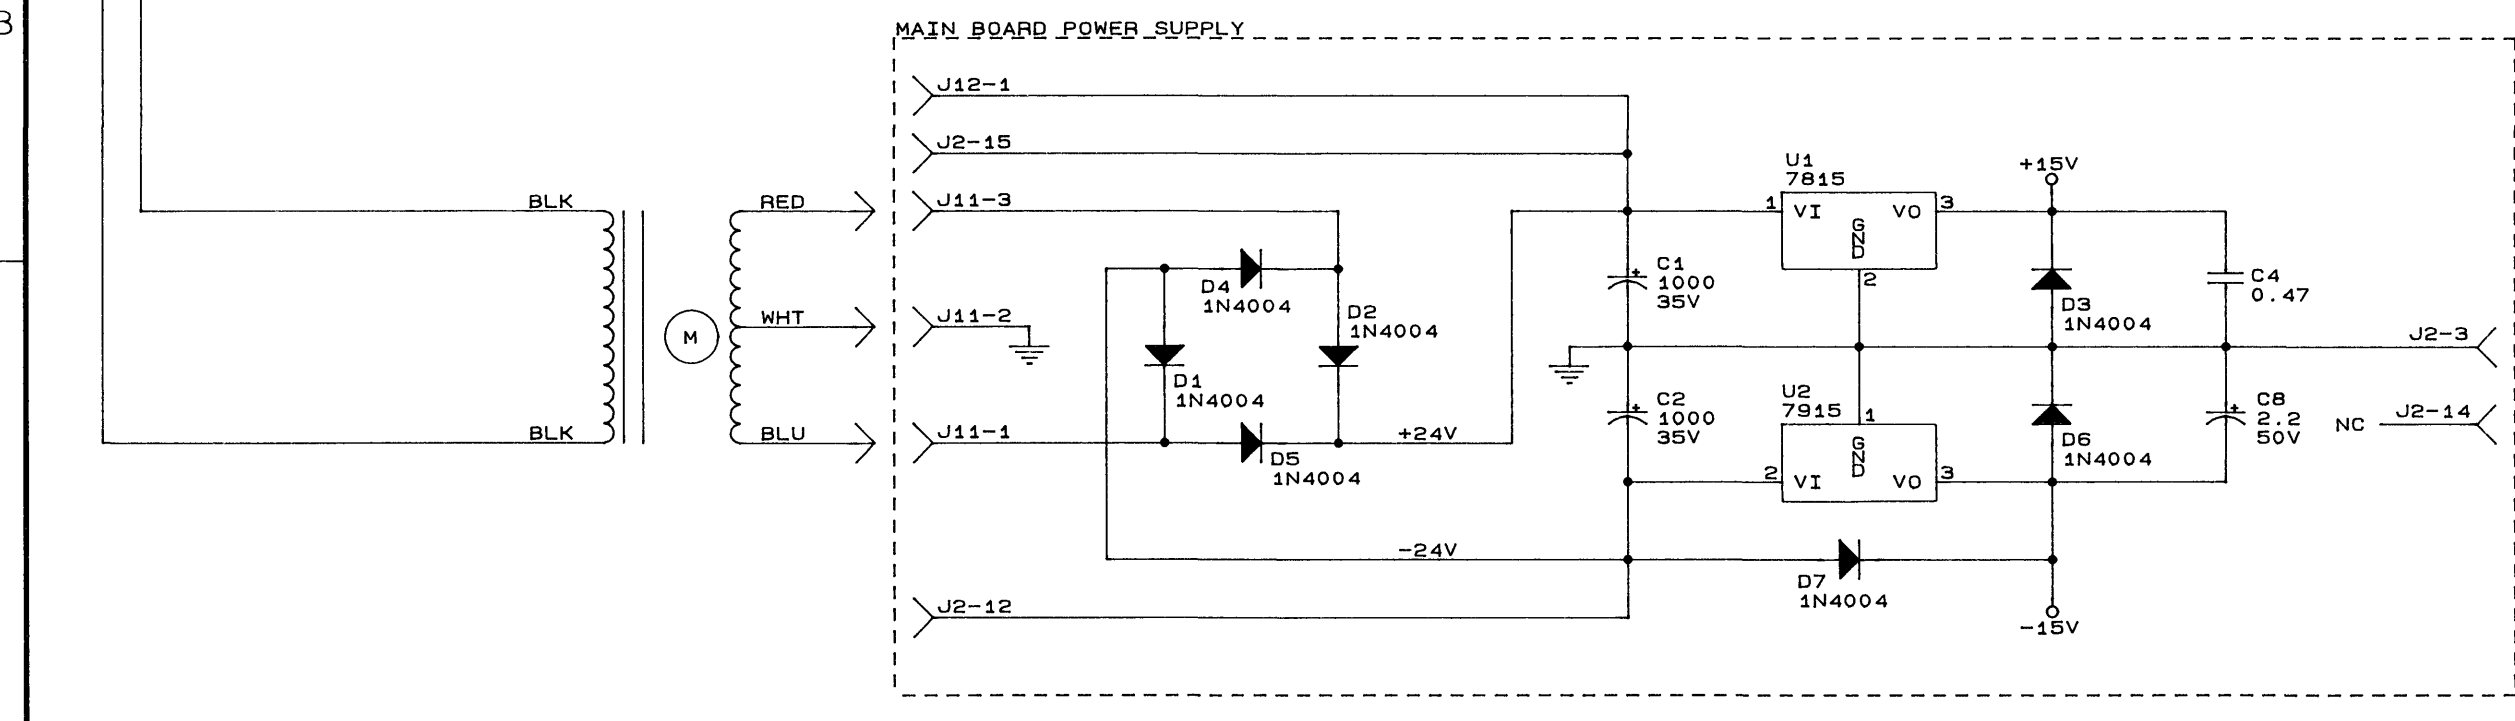 B
MAIN BOARD POWER SUPPLY
J12-1
J2-15
J11-3
J11-2
J11-1
J2-12
BLK
BLK
M
RED
WHT
BLU
D4
1N4004
D2
1N4004
D1
1N4004
D5
1N4004
+24V
-24V
C1
1000
35V
C2
1000
35V
U1
7815
1
VI
VO
3
GND
2
U2
7915
1
GND
2
VI
VO
3
D7
1N4004
+15V
D3
1N4004
D6
1N4004
-15V
C4
0.47
C8
2.2
50V
J2-3
NC
J2-14